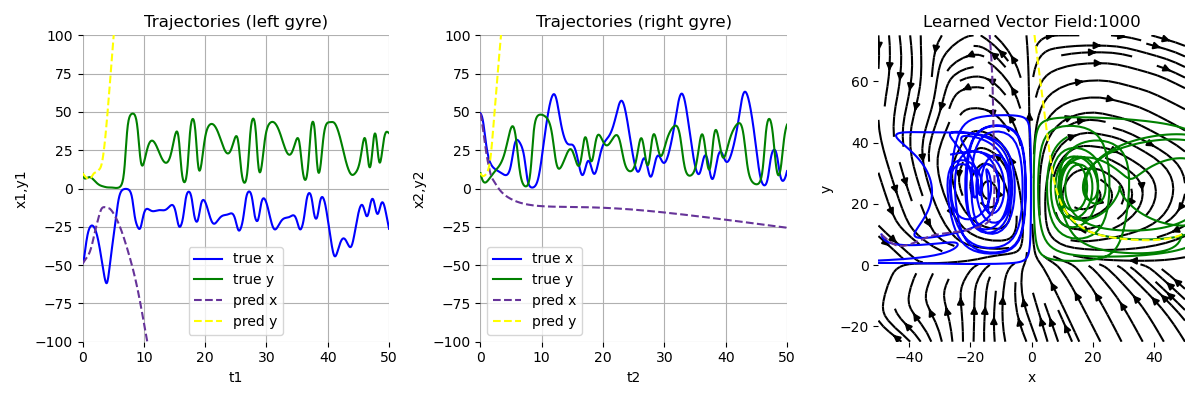 Trajectories (left gyre)
x1,y1
100
75
50
25
0
−25
−50
−75
−100
true x
true y
pred x
pred y
0 10 20 30 40 50
t1
Trajectories (right gyre)
x2,y2
100
75
50
25
0
−25
−50
−75
−100
true x
true y
pred x
pred y
0 10 20 30 40 50
t2
Learned Vector Field:1000
y
60
40
20
0
−20
−40 −20 0 20 40
x